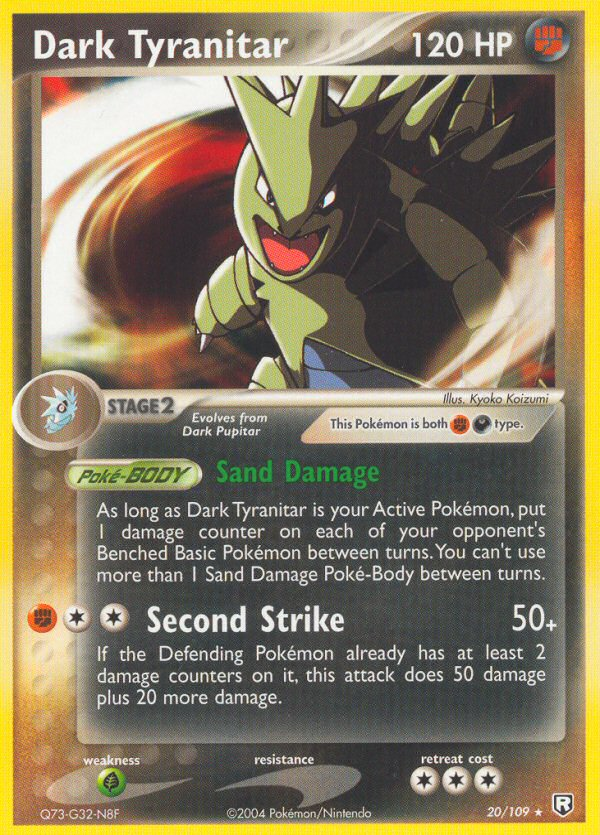 Dark Tyranitar 120 HP
Illus. Kyoko Koizumi
STAGE 2
Evolves from
Dark Pupitar
This Pokémon is both type.
Poké-BODY Sand Damage
As long as Dark Tyranitar is your Active Pokémon, put
1 damage counter on each of your opponent's
Benched Basic Pokémon between turns. You can't use
more than 1 Sand Damage Poké-Body between turns.
Second Strike 50+
If the Defending Pokémon already has at least 2
damage counters on it, this attack does 50 damage
plus 20 more damage.
weakness resistance retreat cost
Q73-G32-N8F ©2004 Pokémon/Nintendo 20/109 ★ R